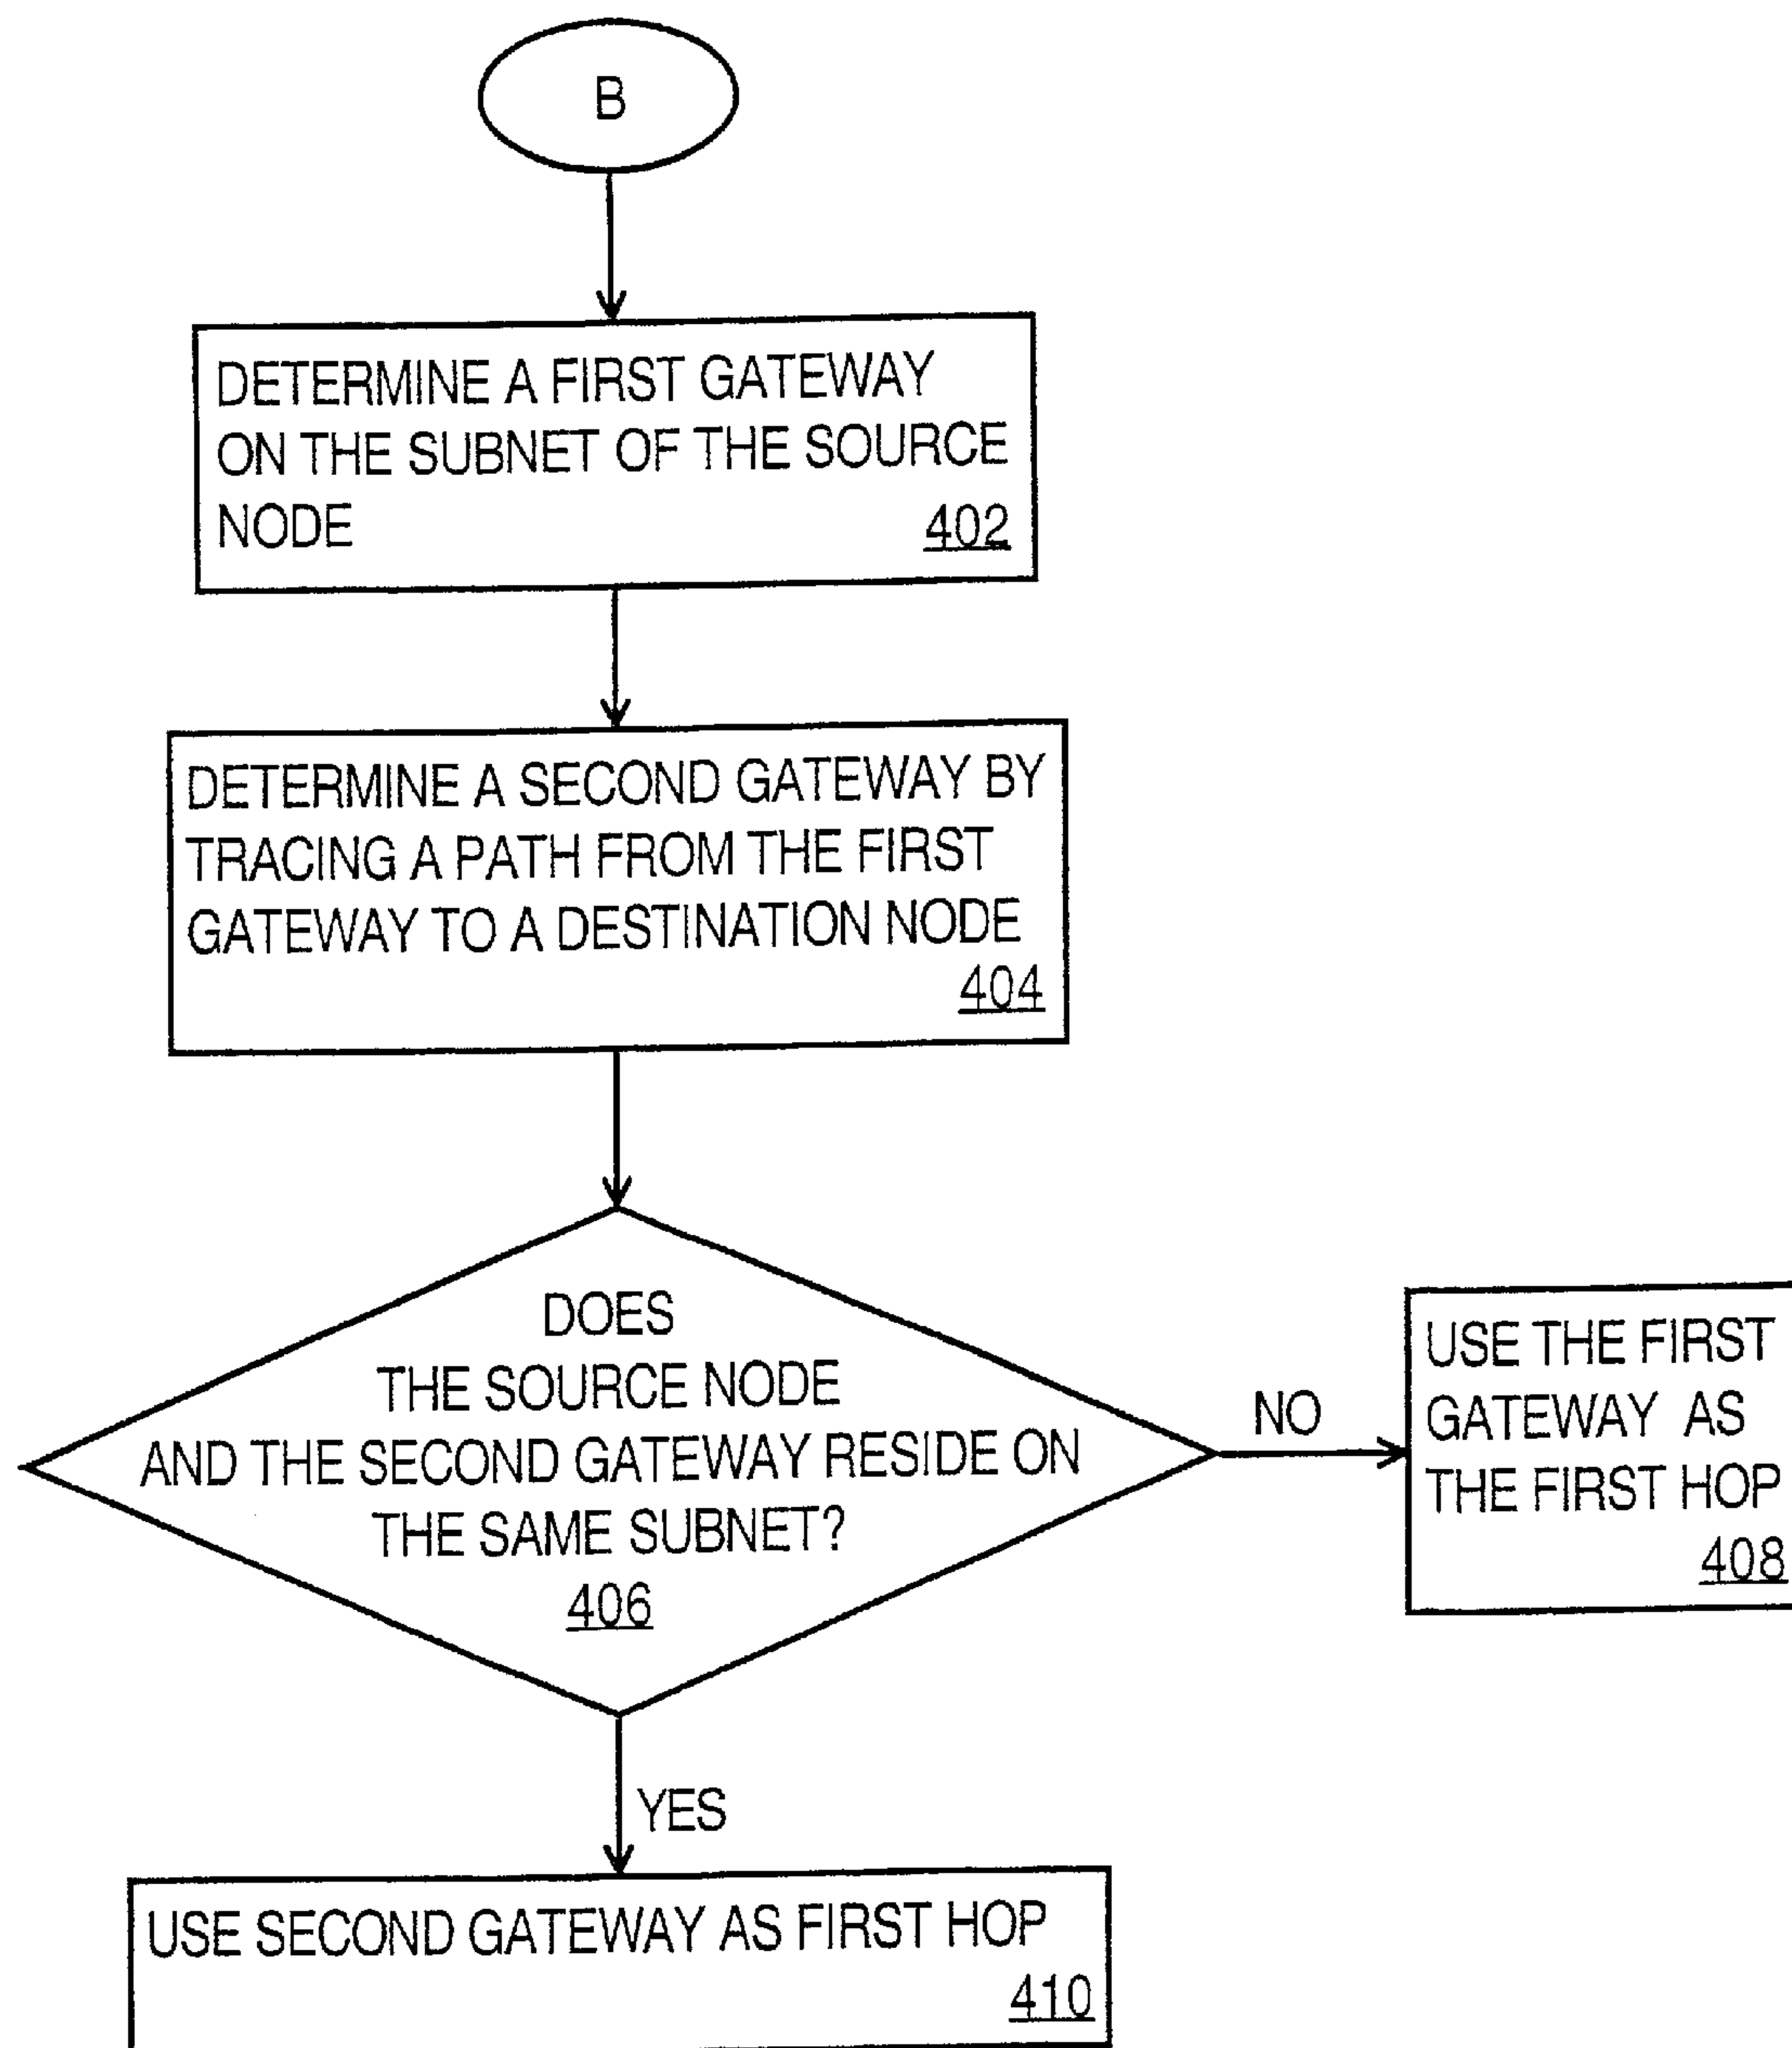 B
DETERMINE A FIRST GATEWAY
ON THE SUBNET OF THE SOURCE
NODE
402
DETERMINE A SECOND GATEWAY BY
TRACING A PATH FROM THE FIRST
GATEWAY TO A DESTINATION NODE
404
DOES
THE SOURCE NODE
AND THE SECOND GATEWAY RESIDE ON
THE SAME SUBNET?
406
NO
USE THE FIRST
GATEWAY AS
THE FIRST HOP
408
YES
USE SECOND GATEWAY AS FIRST HOP
410